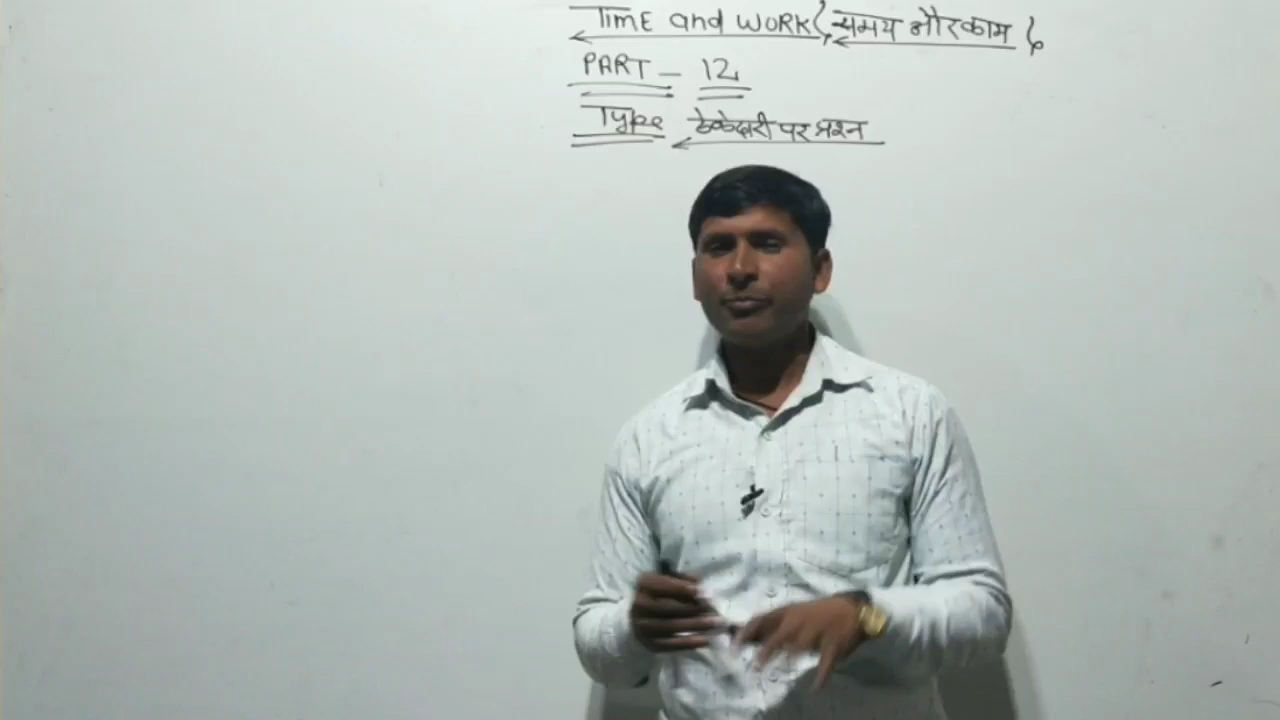 TIME and WORK { समय और काम }
PART - 12
Type ठेकेदारी पर प्रश्न